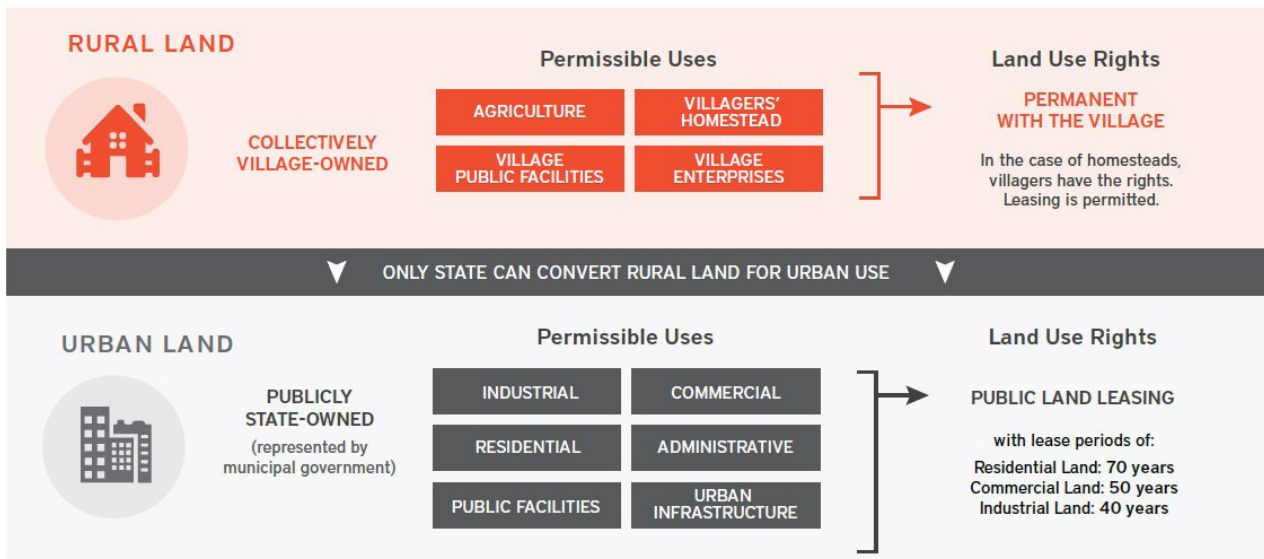 RURAL LAND
COLLECTIVELY
VILLAGE-OWNED
Permissible Uses
AGRICULTURE
VILLAGERS'
HOMESTEAD
VILLAGE
PUBLIC FACILITIES
VILLAGE
ENTERPRISES
Land Use Rights
PERMANENT
WITH THE VILLAGE
In the case of homesteads,
villagers have the rights.
Leasing is permitted.
ONLY STATE CAN CONVERT RURAL LAND FOR URBAN USE
URBAN LAND
PUBLICLY
STATE-OWNED
(represented by
municipal government)
Permissible Uses
INDUSTRIAL
COMMERCIAL
RESIDENTIAL
ADMINISTRATIVE
PUBLIC FACILITIES
URBAN
INFRASTRUCTURE
Land Use Rights
PUBLIC LAND LEASING
with lease periods of:
Residential Land: 70 years
Commercial Land: 50 years
Industrial Land: 40 years